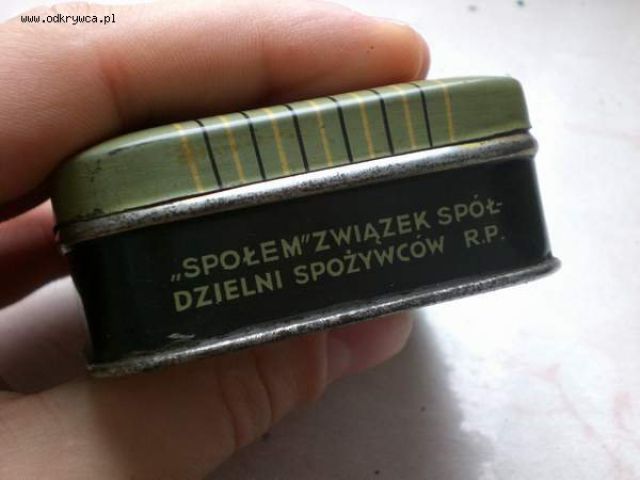 www.odkrywca.pl
„SPOŁEM” ZWIĄZEK SPÓŁ-
DZIELNI SPOŻYWCÓW R.P.